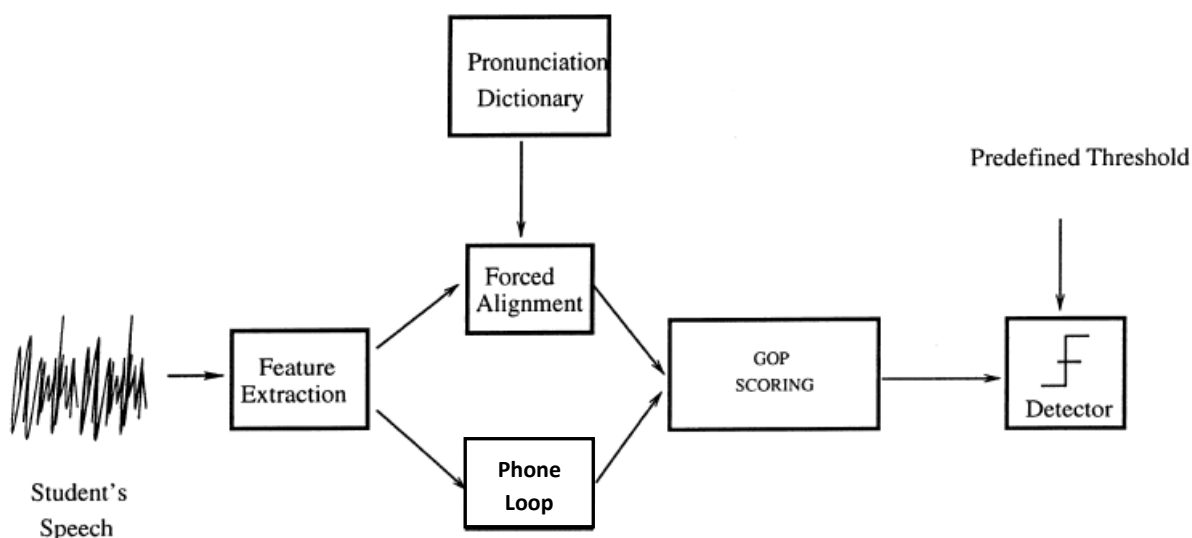 Pronunciation
Dictionary
Predefined Threshold
Forced
Alignment
Feature
Extraction
GOP
SCORING
Detector
Phone
Loop
Student's
Speech